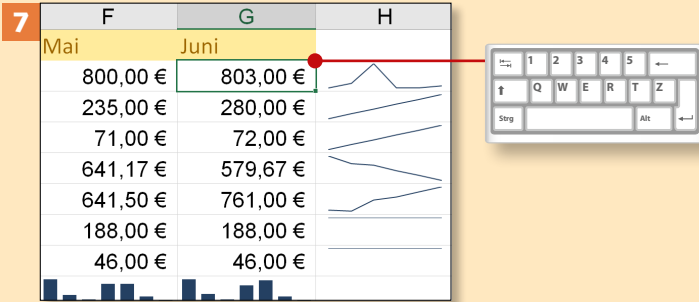 7
F G H
Mai Juni
800,00 € 803,00 €
235,00 € 280,00 €
71,00 € 72,00 €
641,17 € 579,67 €
641,50 € 761,00 €
188,00 € 188,00 €
46,00 € 46,00 €
1 2 3 4 5 ←
Q W E R T Z
Strg Alt